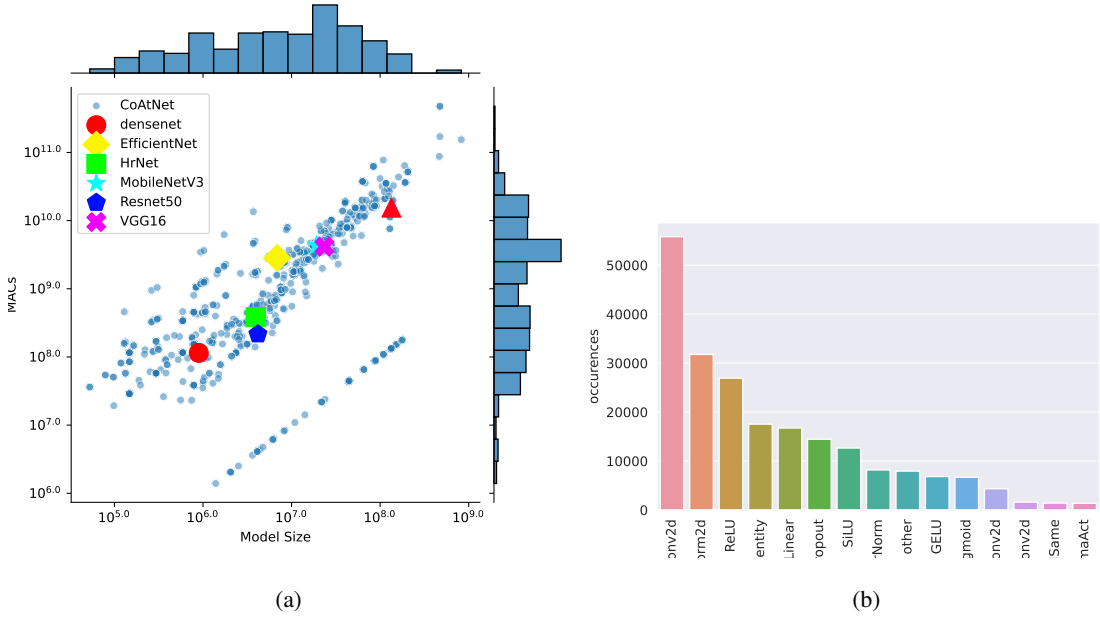 CoAtNet
densenet
EfficientNet
HrNet
MobileNetV3
Resnet50
VGG16
MACs
10^11.0
10^10.0
10^9.0
10^8.0
10^7.0
10^6.0
10^5.0 10^6.0 10^7.0 10^8.0 10^9.0
Model Size
(a)
occurences
50000
40000
30000
20000
10000
0
onv2d
orm2d
ReLU
entity
Linear
ropout
SiLU
rNorm
other
GELU
gmoid
onv2d
onv2d
Same
maAct
(b)